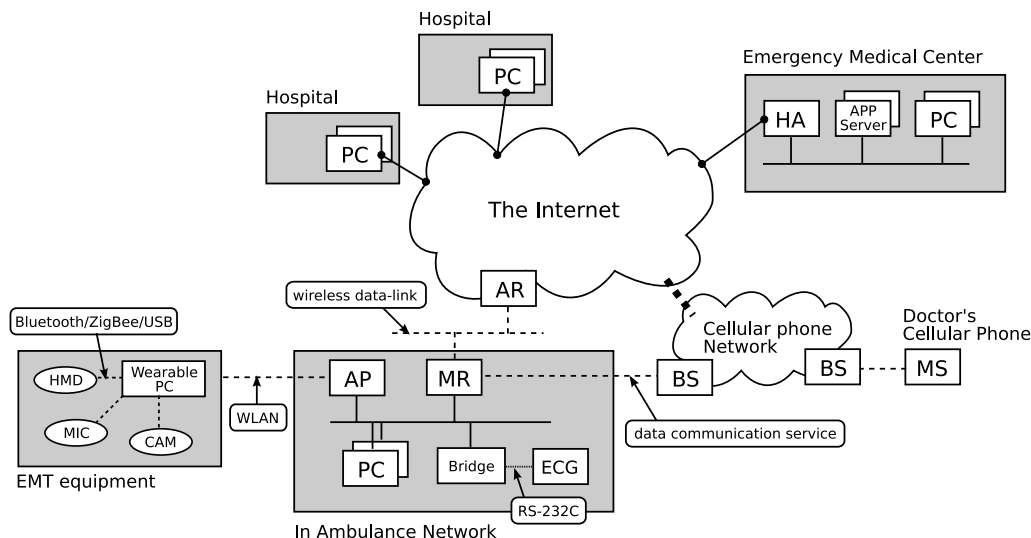 Hospital
PC
Hospital
PC
Emergency Medical Center
HA
APP
Server
PC
The Internet
AR
wireless data-link
Bluetooth/ZigBee/USB
Cellular phone
Network
Doctor's
Cellular Phone
HMD
Wearable
PC
MIC
CAM
EMT equipment
WLAN
AP
MR
BS
BS
MS
data communication service
PC
Bridge
ECG
RS-232C
In Ambulance Network